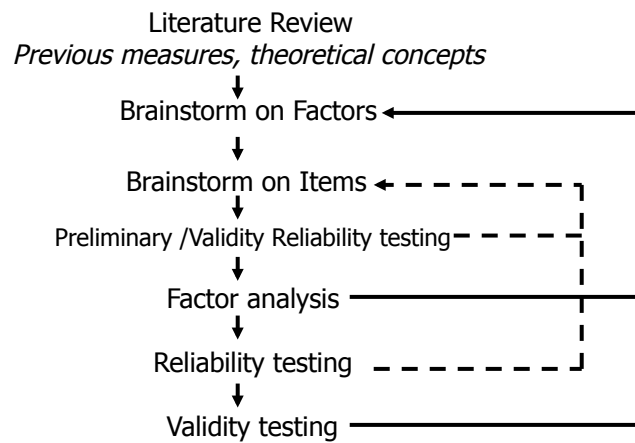 Literature Review
Previous measures, theoretical concepts
Brainstorm on Factors
Brainstorm on Items
Preliminary /Validity Reliability testing
Factor analysis
Reliability testing
Validity testing